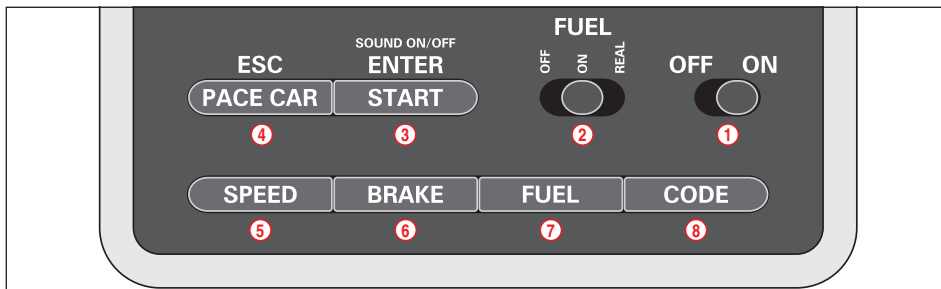 SOUND ON/OFF
FUEL
OFF ON REAL
ESC ENTER OFF ON
PACE CAR START
4 3 2 1
SPEED BRAKE FUEL CODE
5 6 7 8